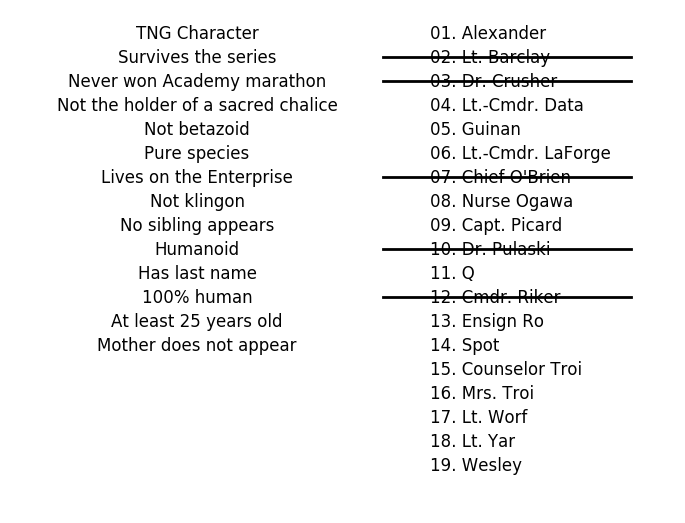 TNG Character
Survives the series
Never won Academy marathon
Not the holder of a sacred chalice
Not betazoid
Pure species
Lives on the Enterprise
Not klingon
No sibling appears
Humanoid
Has last name
100% human
At least 25 years old
Mother does not appear
01. Alexander
02. Lt. Barclay
03. Dr. Crusher
04. Lt.-Cmdr. Data
05. Guinan
06. Lt.-Cmdr. LaForge
07. Chief O'Brien
08. Nurse Ogawa
09. Capt. Picard
10. Dr. Pulaski
11. Q
12. Cmdr. Riker
13. Ensign Ro
14. Spot
15. Counselor Troi
16. Mrs. Troi
17. Lt. Worf
18. Lt. Yar
19. Wesley